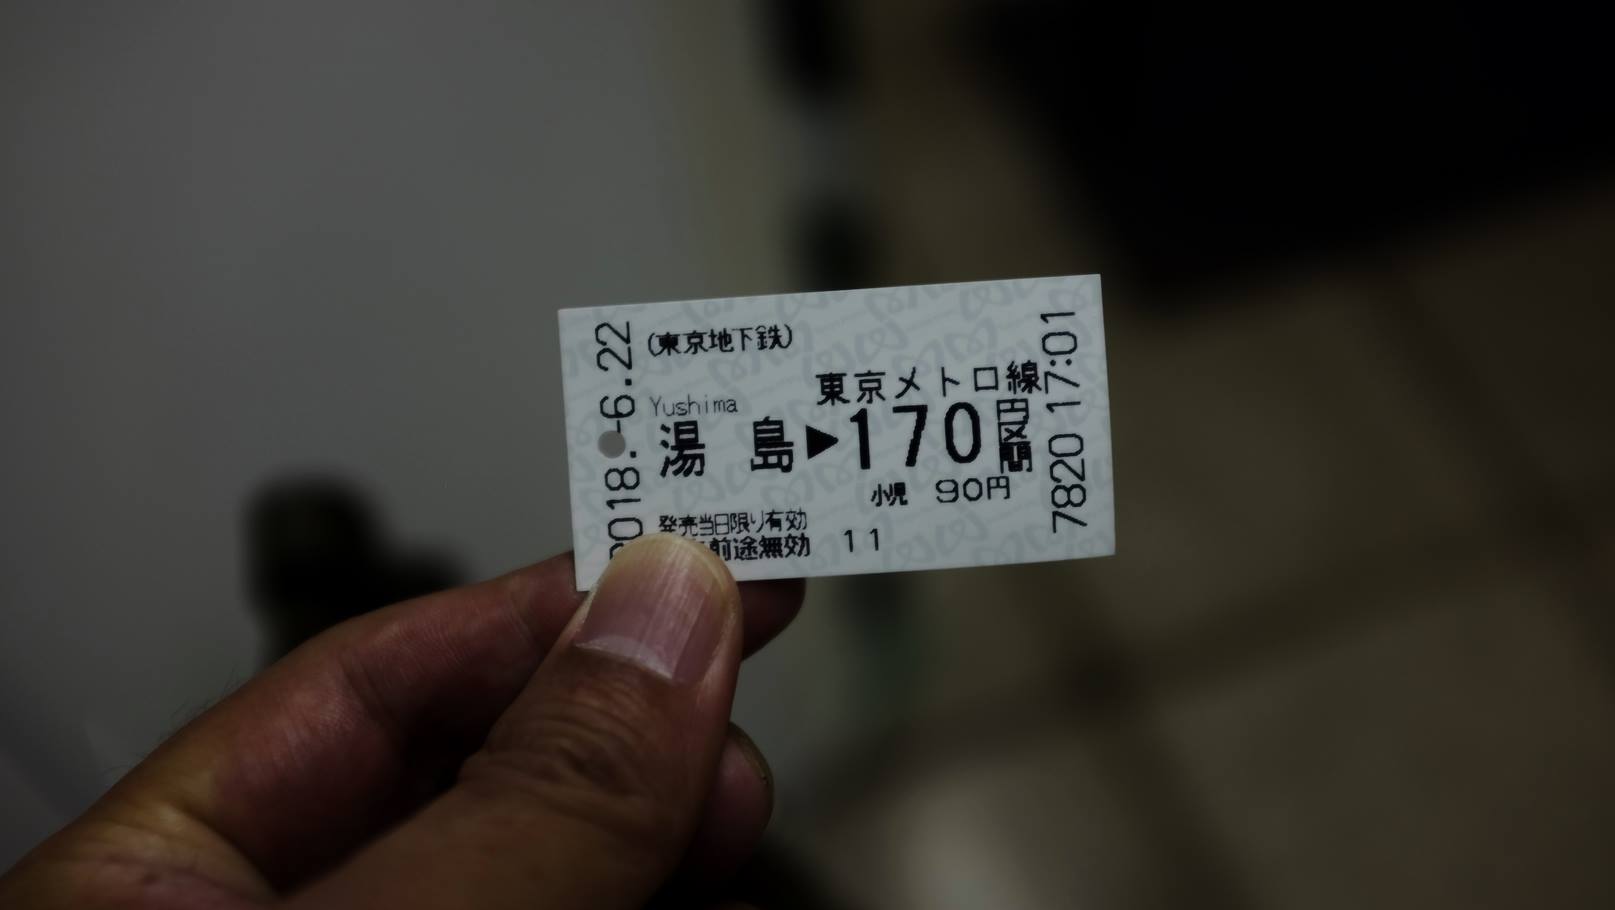 (東京地下鉄)
東京メトロ線
Yushima
湯島▶170円区間
小児 90円
発売当日限り有効
前途無効 11
018.-6.22
7820 17:01